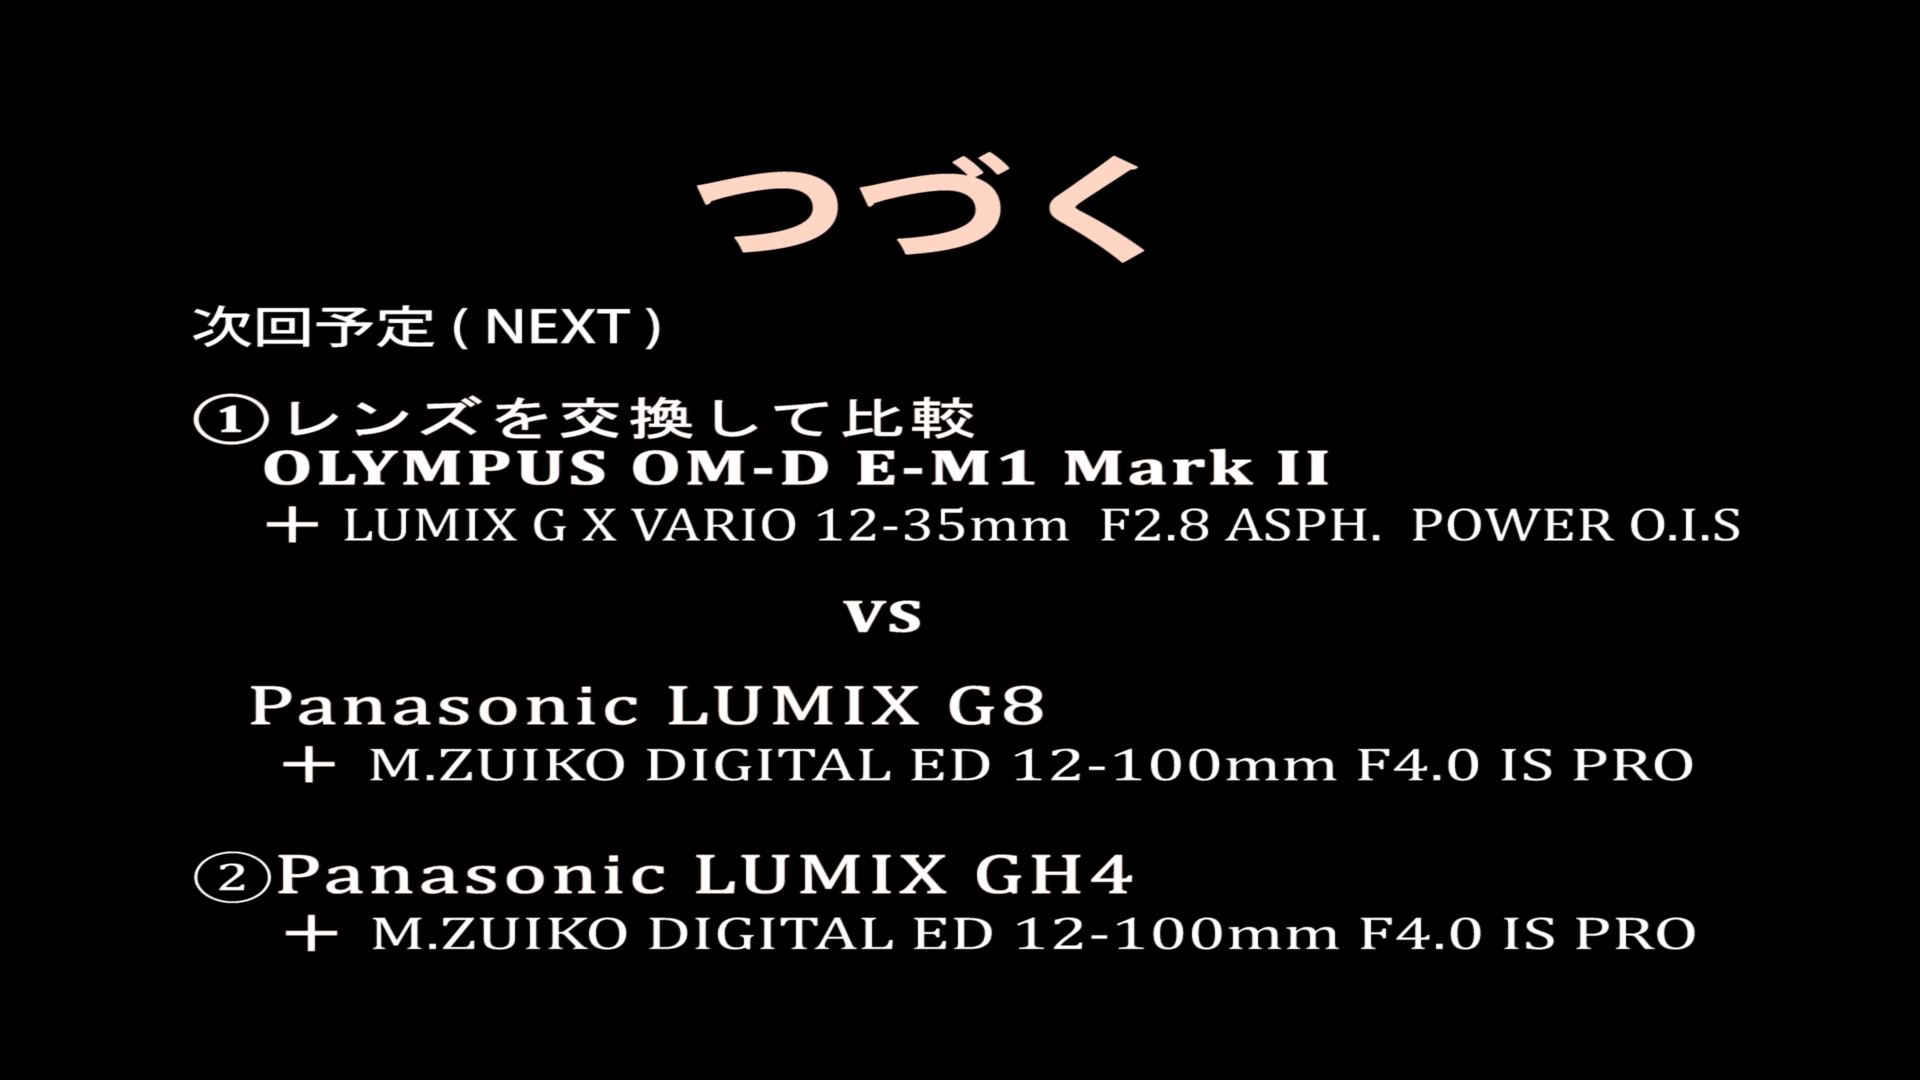 つづく
次回予定 ( NEXT )
①レンズを交換して比較
OLYMPUS OM-D E-M1 Mark II
＋ LUMIX G X VARIO 12-35mm F2.8 ASPH. POWER O.I.S
vs
Panasonic LUMIX G8
＋ M.ZUIKO DIGITAL ED 12-100mm F4.0 IS PRO
②Panasonic LUMIX GH4
＋ M.ZUIKO DIGITAL ED 12-100mm F4.0 IS PRO